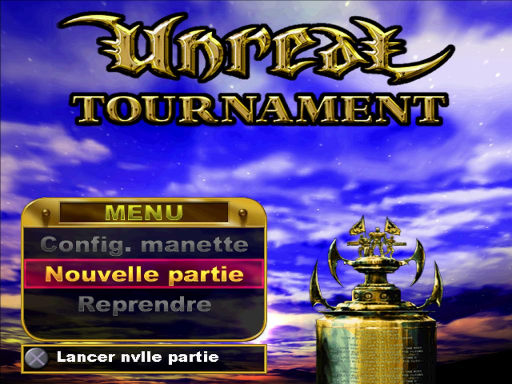 Unreal
TOURNAMENT
MENU
Config. manette
Nouvelle partie
Reprendre
Lancer nvlle partie